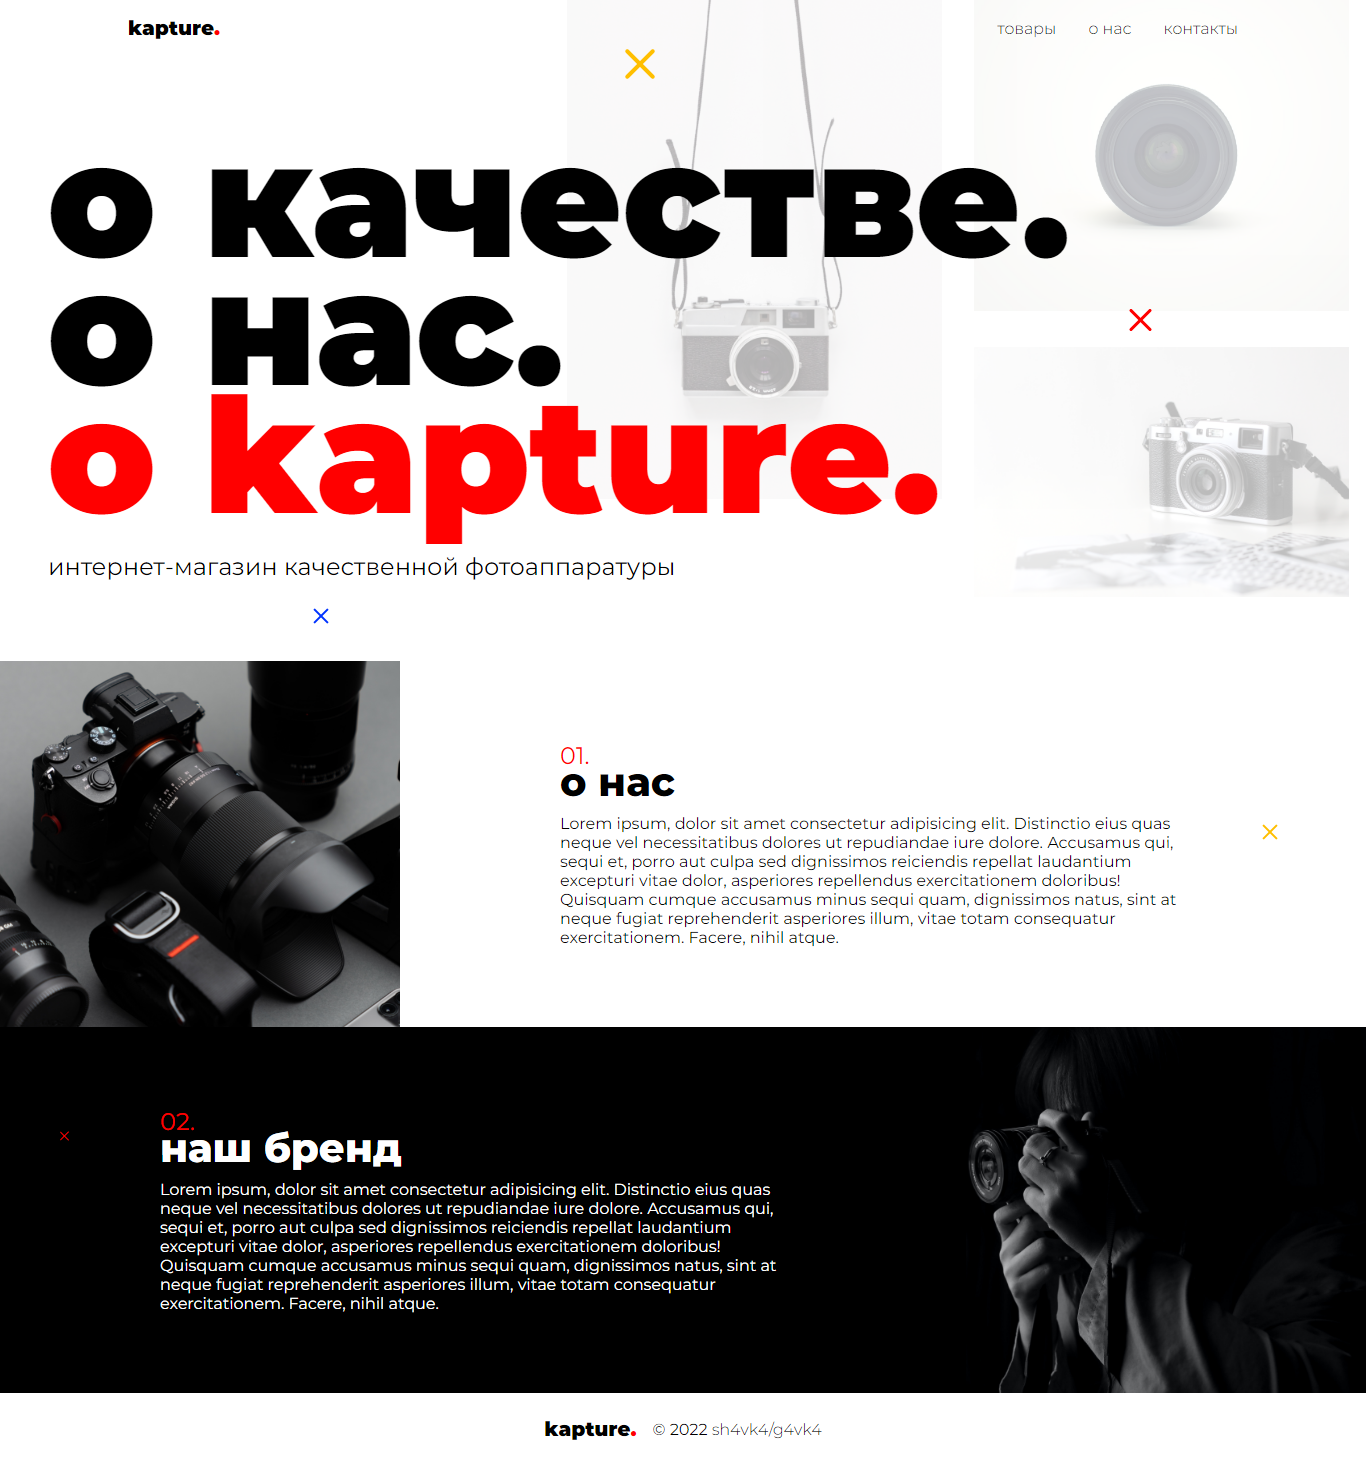 kapture.
товары о нас контакты
о качестве.
о нас.
о kapture.
интернет-магазин качественной фотоаппаратуры
01.
о нас
Lorem ipsum, dolor sit amet consectetur adipisicing elit. Distinctio eius quas
neque vel necessitatibus dolores ut repudiandae iure dolore. Accusamus qui,
sequi et, porro aut culpa sed dignissimos reiciendis repellat laudantium
excepturi vitae dolor, asperiores repellendus exercitationem doloribus!
Quisquam cumque accusamus minus sequi quam, dignissimos natus, sint at
neque fugiat reprehenderit asperiores illum, vitae totam consequatur
exercitationem. Facere, nihil atque.
02.
наш бренд
Lorem ipsum, dolor sit amet consectetur adipisicing elit. Distinctio eius quas
neque vel necessitatibus dolores ut repudiandae iure dolore. Accusamus qui,
sequi et, porro aut culpa sed dignissimos reiciendis repellat laudantium
excepturi vitae dolor, asperiores repellendus exercitationem doloribus!
Quisquam cumque accusamus minus sequi quam, dignissimos natus, sint at
neque fugiat reprehenderit asperiores illum, vitae totam consequatur
exercitationem. Facere, nihil atque.
kapture. © 2022 sh4vk4/g4vk4